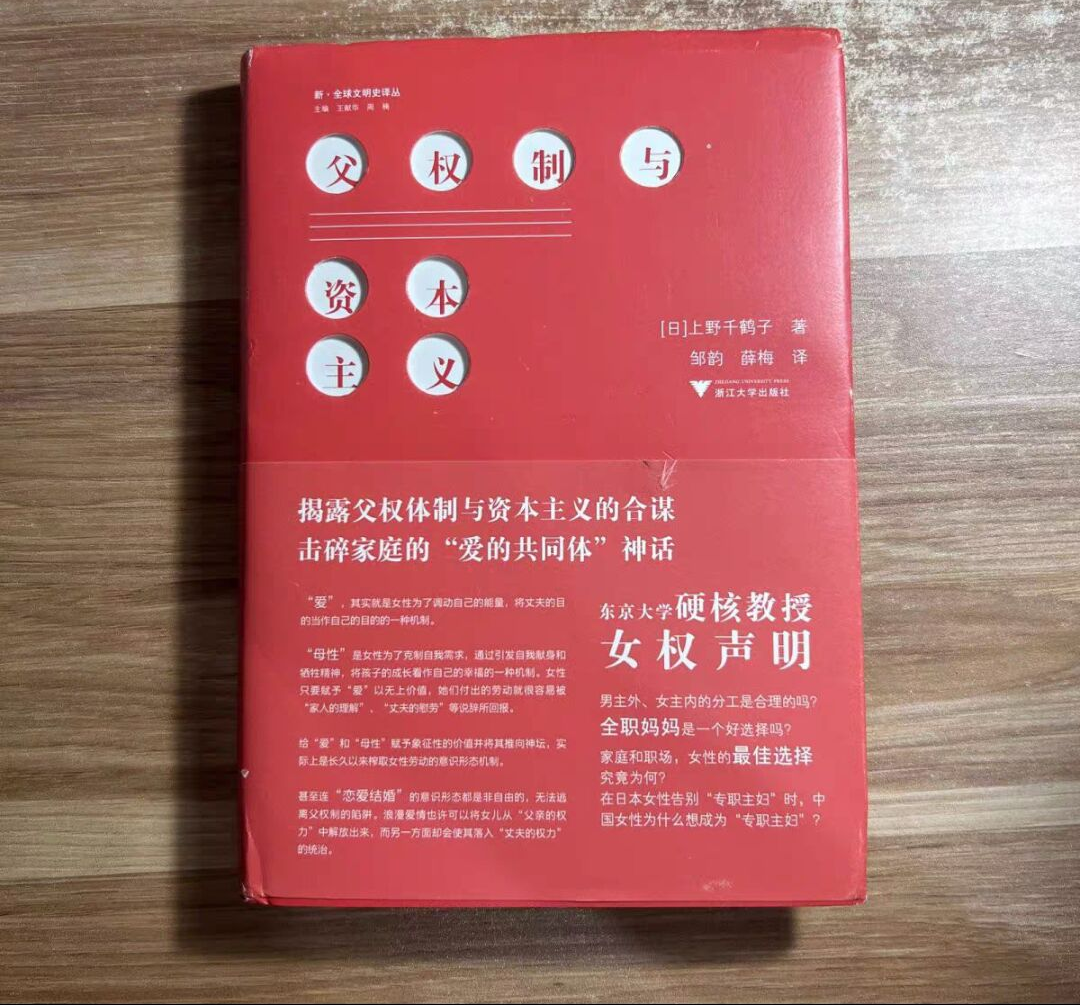 新·全球文明史译丛
主编 王献华 周 楠
父权制与
资本
主义
[日]上野千鹤子 著
邹韵 薛梅 译
ZHEJIANG UNIVERSITY PRESS
浙江大学出版社
揭露父权体制与资本主义的合谋
击碎家庭的“爱的共同体”神话
“爱”，其实就是女性为了调动自己的能量，将丈夫的目
的当作自己的目的的一种机制。
“母性”是女性为了克制自我需求，通过引发自我献身和
牺牲精神，将孩子的成长看作自己的幸福的一种机制。女性
只要赋予“爱”以无上价值，她们付出的劳动就很容易被
“家人的理解”、“丈夫的慰劳”等说辞所回报。
给“爱”和“母性”赋予象征性的价值并将其推向神坛，实
际上是长久以来榨取女性劳动的意识形态机制。
甚至连“恋爱结婚”的意识形态都是非自由的，无法逃
离父权制的陷阱。浪漫爱情也许可以将女儿从“父亲的权
力”中解放出来，而另一方面却会使其落入“丈夫的权力”
的统治。
东京大学硬核教授
女权声明
男主外、女主内的分工是合理的吗?
全职妈妈是一个好选择吗?
家庭和职场，女性的最佳选择
究竟为何?
在日本女性告别“专职主妇”时，中
国女性为什么想成为“专职主妇”?